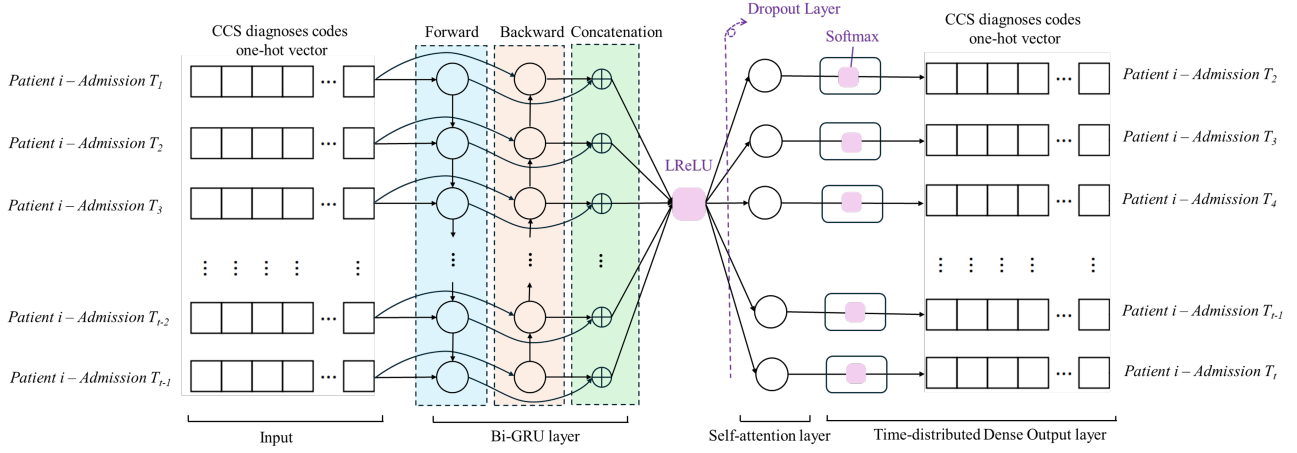 CCS diagnoses codes
one-hot vector
Forward
Backward
Concatenation
Dropout Layer
Softmax
CCS diagnoses codes
one-hot vector
Patient i – Admission T1
Patient i – Admission T2
Patient i – Admission T3
Patient i – Admission Tt-2
Patient i – Admission Tt-1
LReLU
Patient i – Admission T2
Patient i – Admission T3
Patient i – Admission T4
Patient i – Admission Tt-1
Patient i – Admission Tt
Input
Bi-GRU layer
Self-attention layer
Time-distributed Dense Output layer